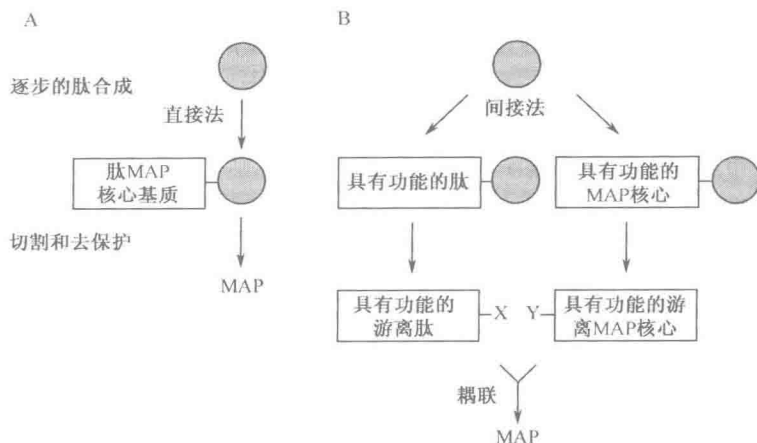 A
B
逐步的肽合成
直接法
间接法
肽MAP
核心基质
具有功能的肽
具有功能的
MAP核心
切割和去保护
MAP
具有功能的
游离肽
X
Y
具有功能的游
离MAP核心
耦联
MAP